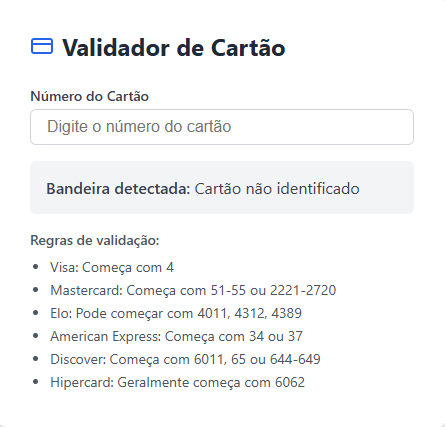 Validador de Cartão
Número do Cartão
Digite o número do cartão
Bandeira detectada: Cartão não identificado
Regras de validação:
• Visa: Começa com 4
• Mastercard: Começa com 51-55 ou 2221-2720
• Elo: Pode começar com 4011, 4312, 4389
• American Express: Começa com 34 ou 37
• Discover: Começa com 6011, 65 ou 644-649
• Hipercard: Geralmente começa com 6062